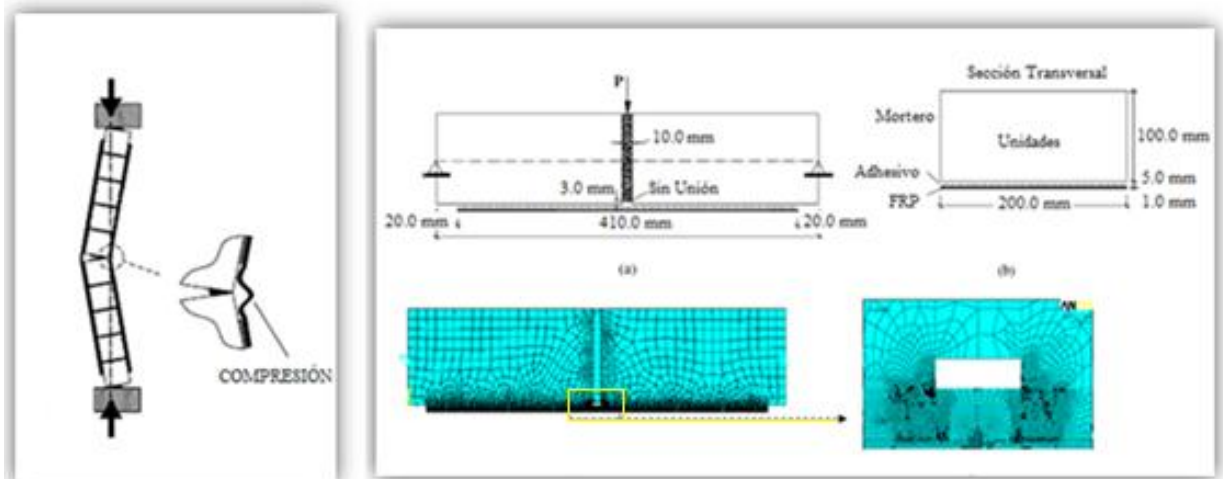 COMPRESIÓN
P
10.0 mm
3.0 mm
Sin Unión
20.0 mm
410.0 mm
20.0 mm
(a)
Sección Transversal
Mortero
Unidades
100.0 mm
Adhesivo
5.0 mm
FRP
200.0 mm
1.0 mm
(b)